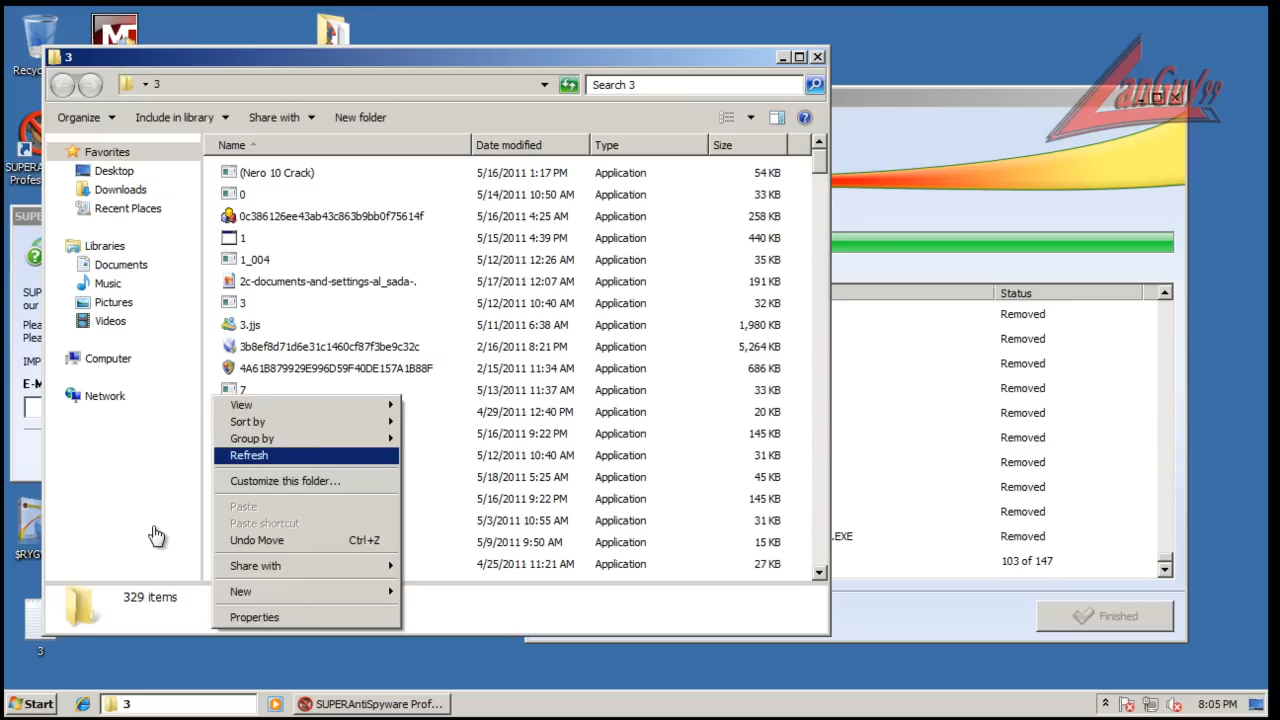 Recyc
3
3
Search 3
Organize
Include in library
Share with
New folder
Favorites
Desktop
Downloads
Recent Places
Libraries
Documents
Music
Pictures
Videos
Computer
Network
Name Date modified Type Size
(Nero 10 Crack) 5/16/2011 1:17 PM Application 54 KB
0 5/14/2011 10:50 AM Application 33 KB
0c386126ee43ab43c863b9bb0f75614f 5/16/2011 4:25 AM Application 258 KB
1 5/15/2011 4:39 PM Application 440 KB
1_004 5/12/2011 12:26 AM Application 35 KB
2c-documents-and-settings-al_sada-. 5/17/2011 12:07 AM Application 191 KB
3 5/12/2011 10:40 AM Application 32 KB
3.jjs 5/11/2011 6:38 AM Application 1,980 KB
3b8ef8d71d6e31c1460cf87f3be9c32c 2/16/2011 8:21 PM Application 5,264 KB
4A61B879929E996D59F40DE157A1B88F 2/15/2011 11:34 AM Application 686 KB
7 5/13/2011 11:37 AM Application 33 KB
4/29/2011 12:40 PM Application 20 KB
5/16/2011 9:22 PM Application 145 KB
5/12/2011 10:40 AM Application 31 KB
5/18/2011 5:25 AM Application 45 KB
5/16/2011 9:22 PM Application 145 KB
5/3/2011 10:55 AM Application 31 KB
5/9/2011 9:50 AM Application 15 KB
4/25/2011 11:21 AM Application 27 KB
View
Sort by
Group by
Refresh
Customize this folder...
Paste
Paste shortcut
Undo Move Ctrl+Z
Share with
New
Properties
329 items
SUPERA
Profes
SUPE
SUP
our
Plea
Plea
IMP
E-M
$RYG
3
LanGuy99
Status
Removed
Removed
Removed
Removed
Removed
Removed
Removed
Removed
Removed
.EXE Removed
103 of 147
Finished
Start
3
SUPERAntiSpyware Prof...
8:05 PM